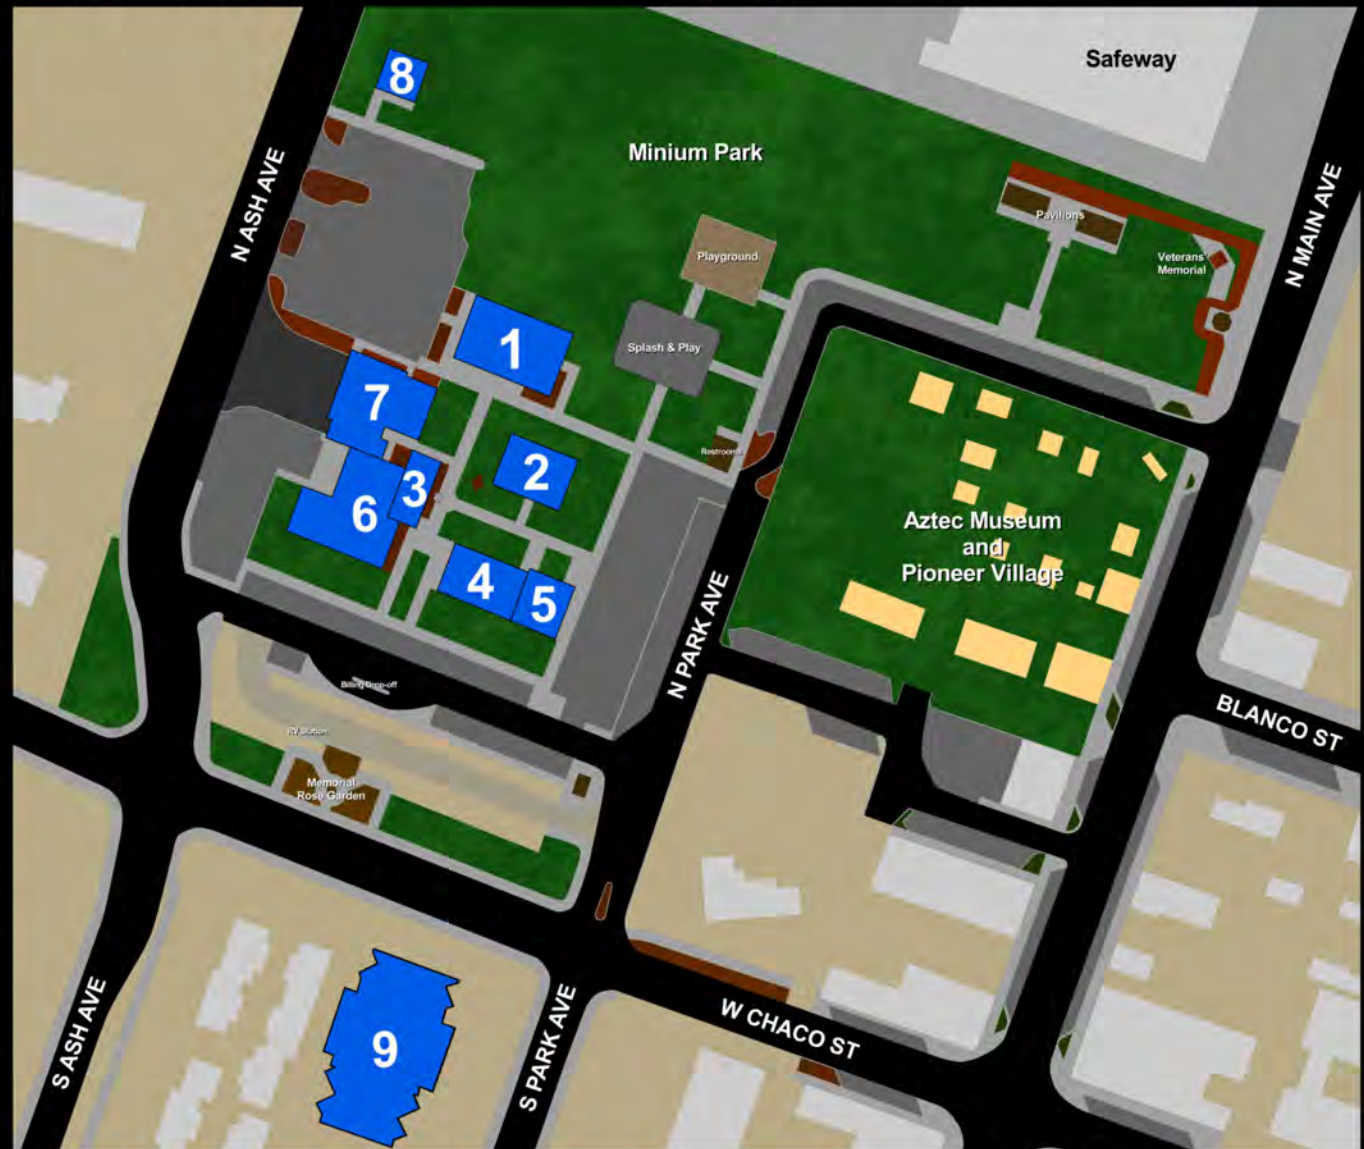 Safeway
8
Minium Park
N ASH AVE
N MAIN AVE
Pavilions
Veterans
Memorial
Playground
1
Splash & Play
7
Restrooms
2
3
6
Aztec Museum
and
Pioneer Village
4
5
N PARK AVE
Billing Drop-off
BLANCO ST
RV Station
Memorial
Rose Garden
W CHACO ST
S ASH AVE
S PARK AVE
9